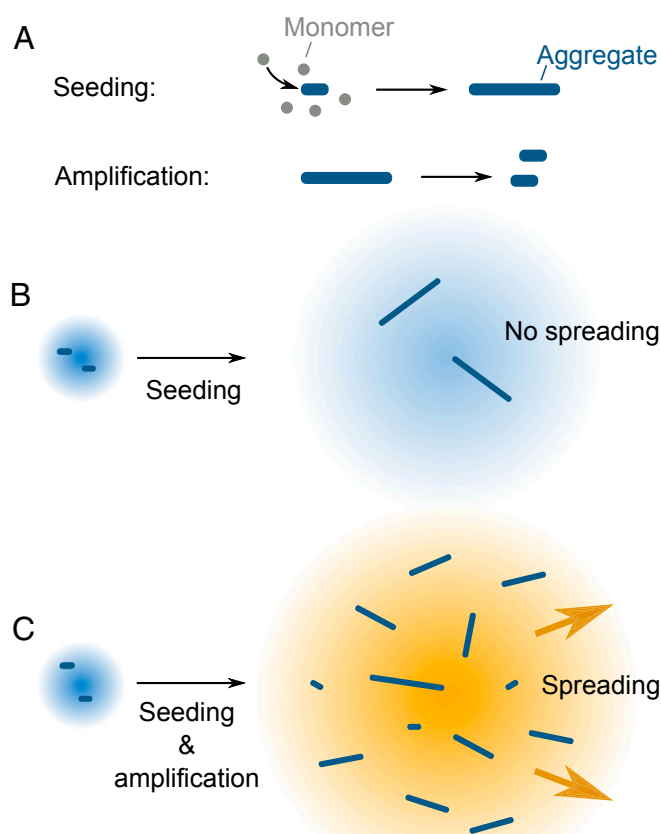 A
Monomer
Seeding:
Aggregate
Amplification:
B
Seeding
No spreading
C
Seeding
&
amplification
Spreading